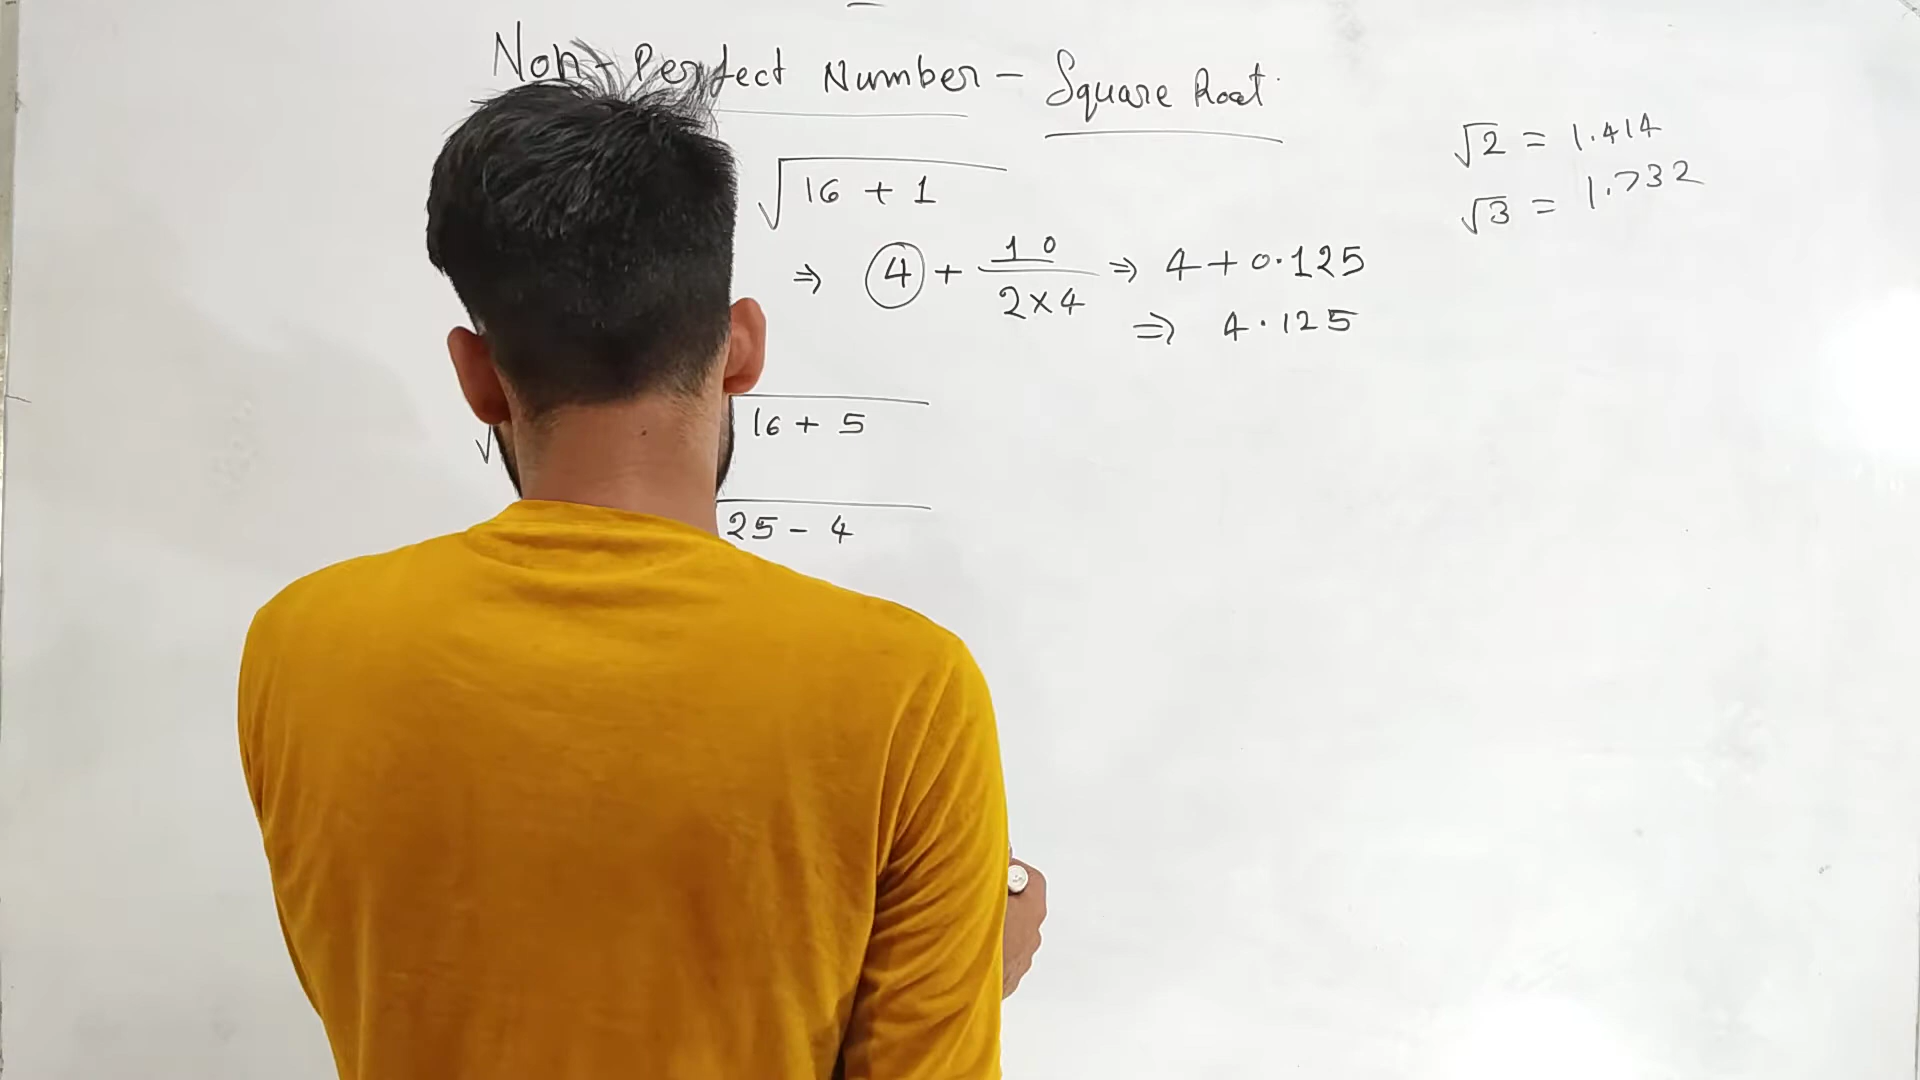 Non-Perfect Number - Square Root
√2 = 1.414
√3 = 1.732
√16 + 1
⇒ 4 + 10/2×4 ⇒ 4 + 0.125
⇒ 4.125
16 + 5
25 - 4